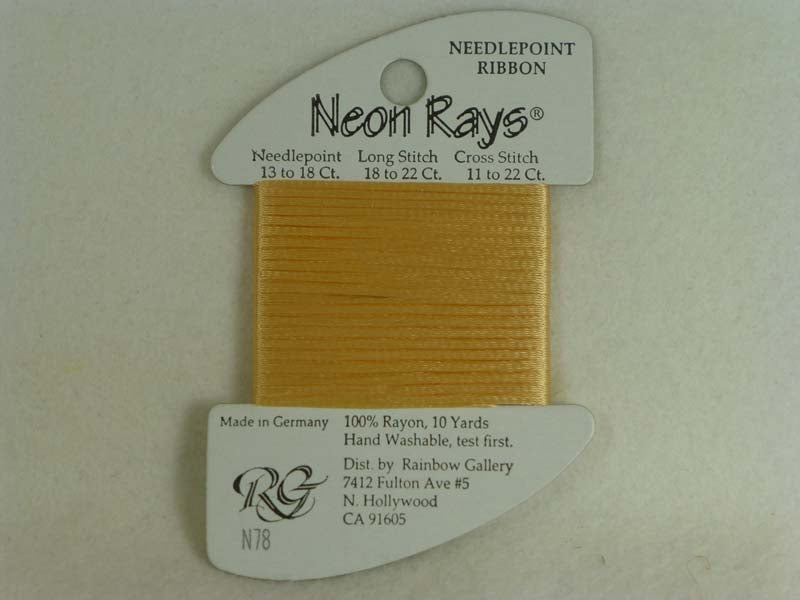 NEEDLEPOINT
RIBBON
Neon Rays®
Needlepoint Long Stitch Cross Stitch
13 to 18 Ct. 18 to 22 Ct. 11 to 22 Ct.
Made in Germany
100% Rayon, 10 Yards
Hand Washable, test first.
RG
N78
Dist. by Rainbow Gallery
7412 Fulton Ave #5
N. Hollywood
CA 91605